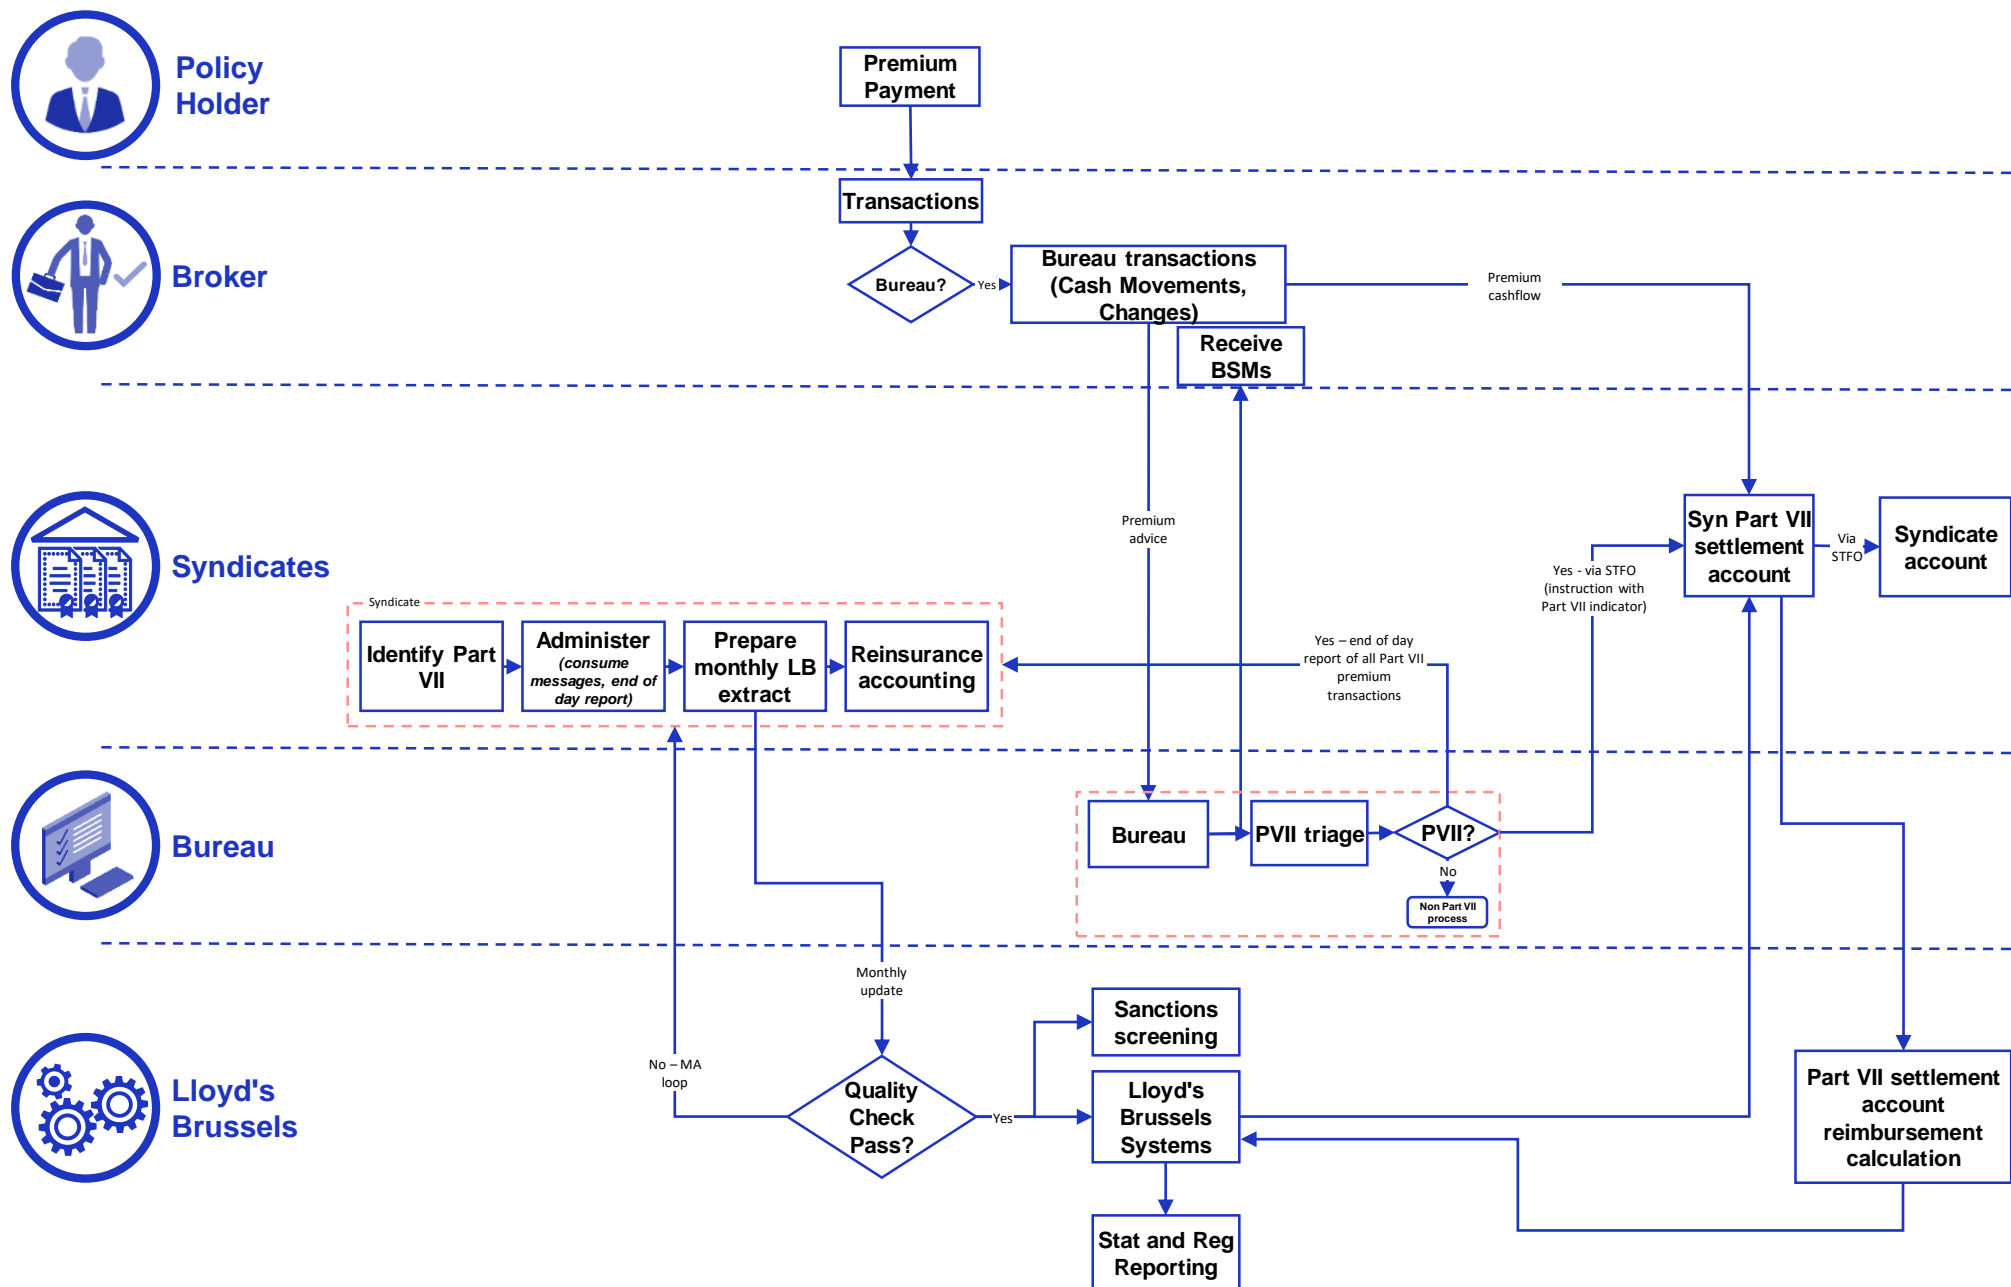 Policy
Holder
Premium
Payment
Transactions
Broker
Bureau?
Yes
Bureau transactions
(Cash Movements,
Changes)
Premium
cashflow
Receive
BSMs
Syndicates
Premium
advice
Syn Part VII
settlement
account
Via
STFO
Syndicate
account
Yes - via STFO
(instruction with
Part VII indicator)
Syndicate
Identify Part
VII
Administer
(consume
messages, end of
day report)
Prepare
monthly LB
extract
Reinsurance
accounting
Yes – end of day
report of all Part VII
premium
transactions
Bureau
Bureau
PVII triage
PVII?
No
Non Part VII
process
Lloyd's
Brussels
Monthly
update
No – MA
loop
Quality
Check
Pass?
Yes
Sanctions
screening
Lloyd's
Brussels
Systems
Stat and Reg
Reporting
Part VII settlement
account
reimbursement
calculation